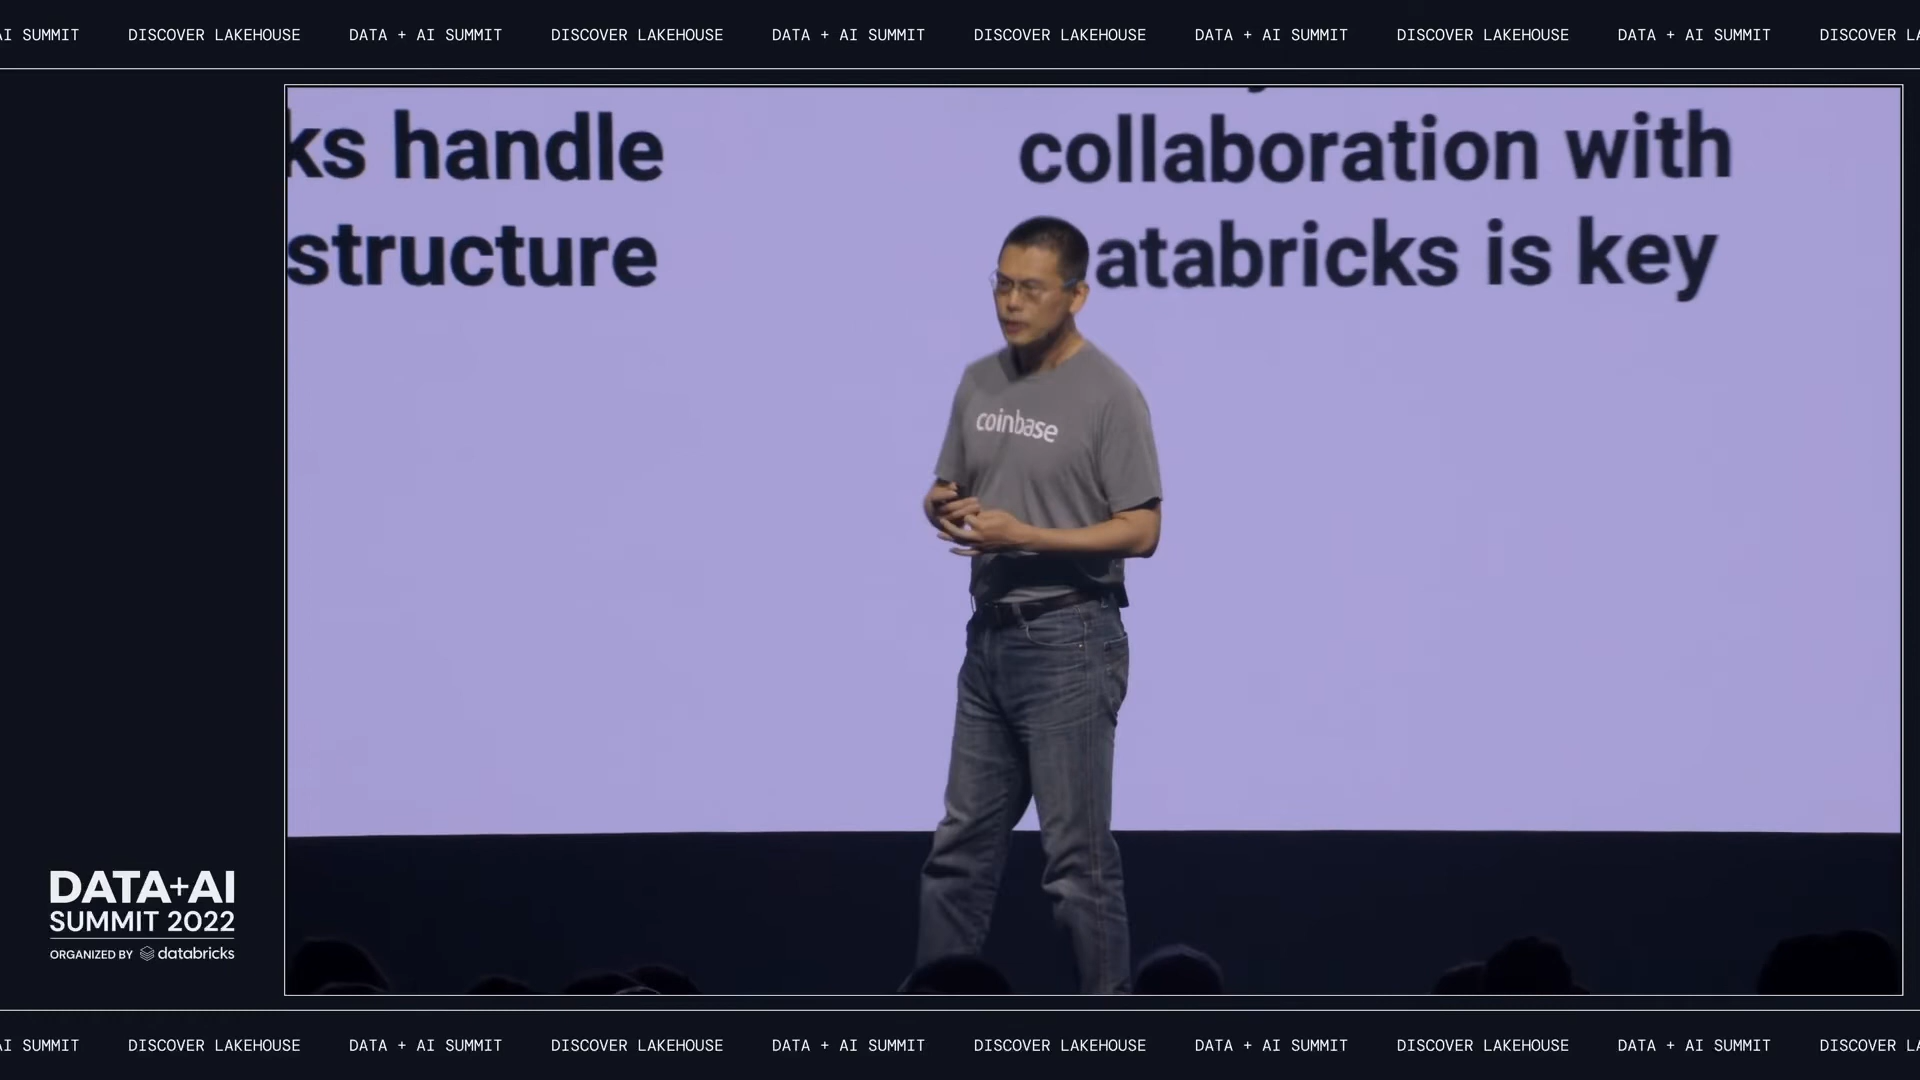 AI SUMMIT DISCOVER LAKEHOUSE DATA + AI SUMMIT DISCOVER LAKEHOUSE DATA + AI SUMMIT DISCOVER LAKEHOUSE DATA + AI SUMMIT DISCOVER LAKEHOUSE DATA + AI SUMMIT DISCOVER
ks handle
structure
collaboration with
atabricks is key
coinbase
DATA+AI
SUMMIT 2022
ORGANIZED BY databricks
AI SUMMIT DISCOVER LAKEHOUSE DATA + AI SUMMIT DISCOVER LAKEHOUSE DATA + AI SUMMIT DISCOVER LAKEHOUSE DATA + AI SUMMIT DISCOVER LAKEHOUSE DATA + AI SUMMIT DISCOVER